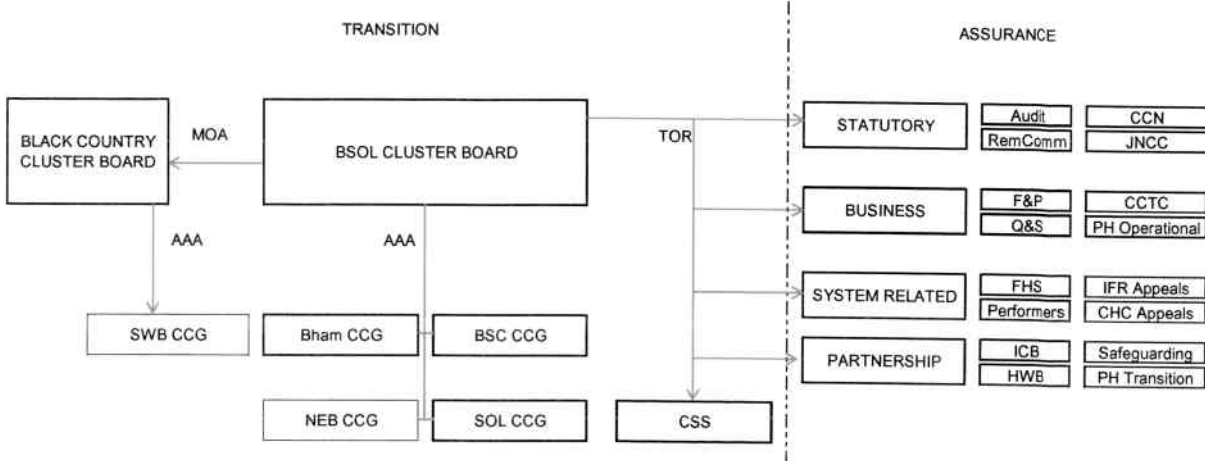 TRANSITION
ASSURANCE
BLACK COUNTRY
CLUSTER BOARD
MOA
BSOL CLUSTER BOARD
TOR
STATUTORY
Audit
CCN
RemComm
JNCC
BUSINESS
F&P
CCTC
Q&S
PH Operational
AAA
AAA
SYSTEM RELATED
FHS
IFR Appeals
Performers
CHC Appeals
SWB CCG
Bham CCG
BSC CCG
PARTNERSHIP
ICB
Safeguarding
HWB
PH Transition
NEB CCG
SOL CCG
CSS